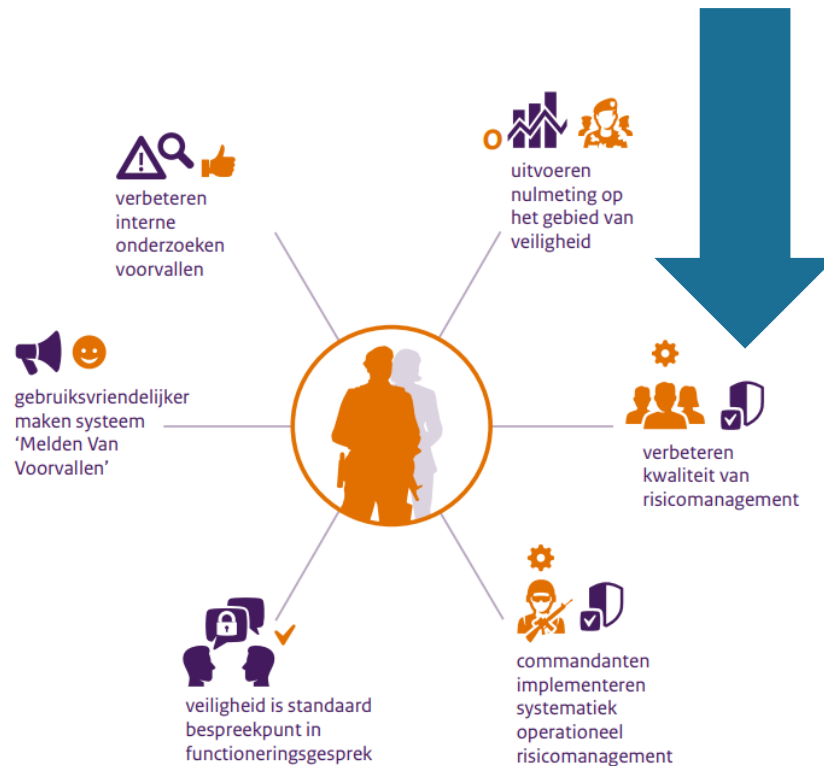 verbeteren
interne
onderzoeken
voorvallen
O
uitvoeren
nulmeting op
het gebied van
veiligheid
gebruiksvriendelijker
maken systeem
‘Melden Van
Voorvallen’
verbeteren
kwaliteit van
risicomanagement
veiligheid is standaard
bespreekpunt in
functioneringsgesprek
commandanten
implementeren
systematiek
operationeel
risicomanagement